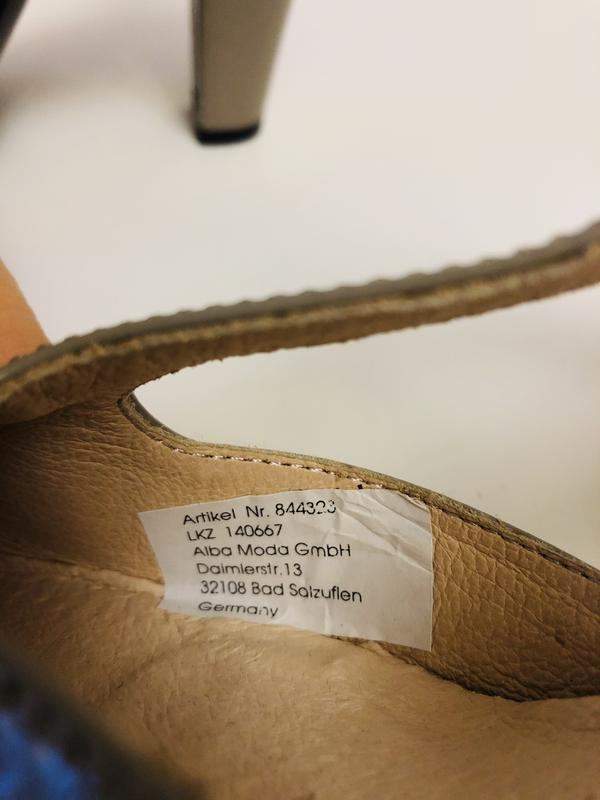 Artikel Nr. 844323
LKZ 140667
Alba Moda GmbH
Daimlerstr.13
32108 Bad Salzuflen
Germany